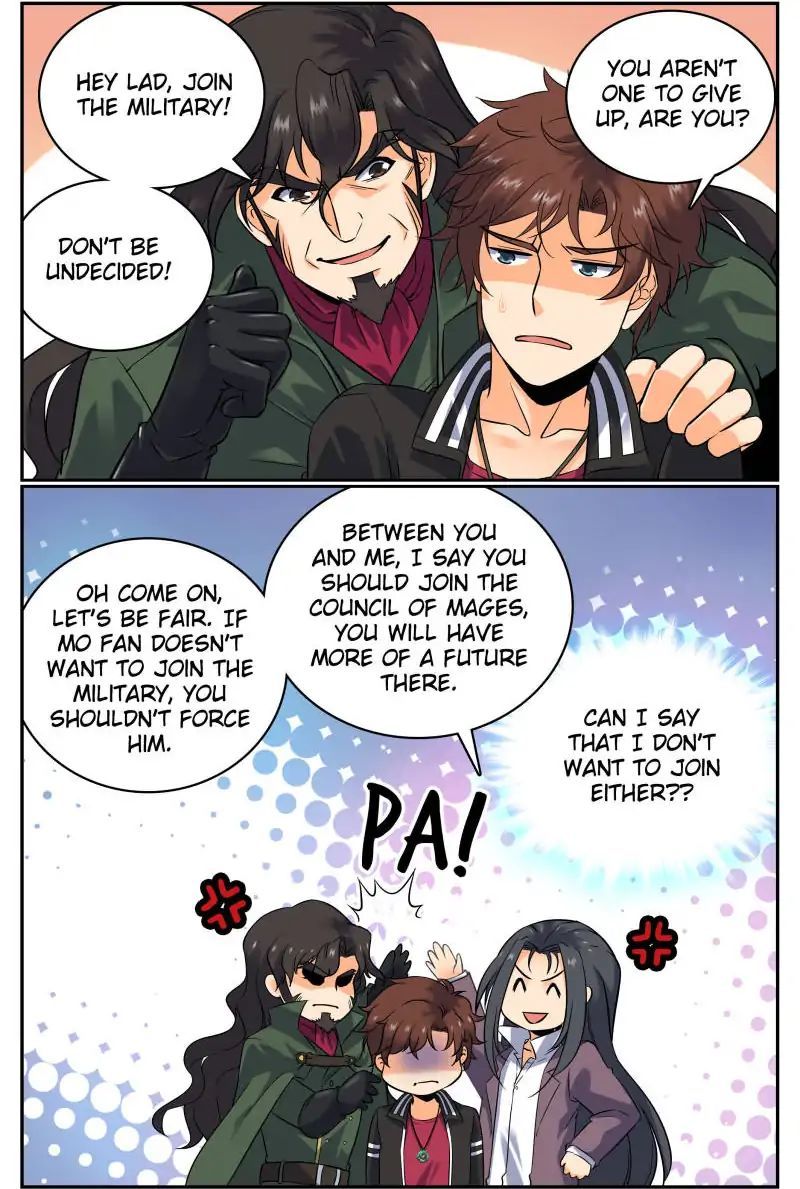 HEY LAD, JOIN
THE MILITARY!
DON'T BE
UNDECIDED!
YOU AREN'T
ONE TO GIVE
UP, ARE YOU?
OH COME ON,
LET'S BE FAIR. IF
MO FAN DOESN'T
WANT TO JOIN THE
MILITARY, YOU
SHOULDN'T FORCE
HIM.
BETWEEN YOU
AND ME, I SAY YOU
SHOULD JOIN THE
COUNCIL OF MAGES,
YOU WILL HAVE
MORE OF A FUTURE
THERE.
CAN I SAY
THAT I DON'T
WANT TO JOIN
EITHER??
PA!